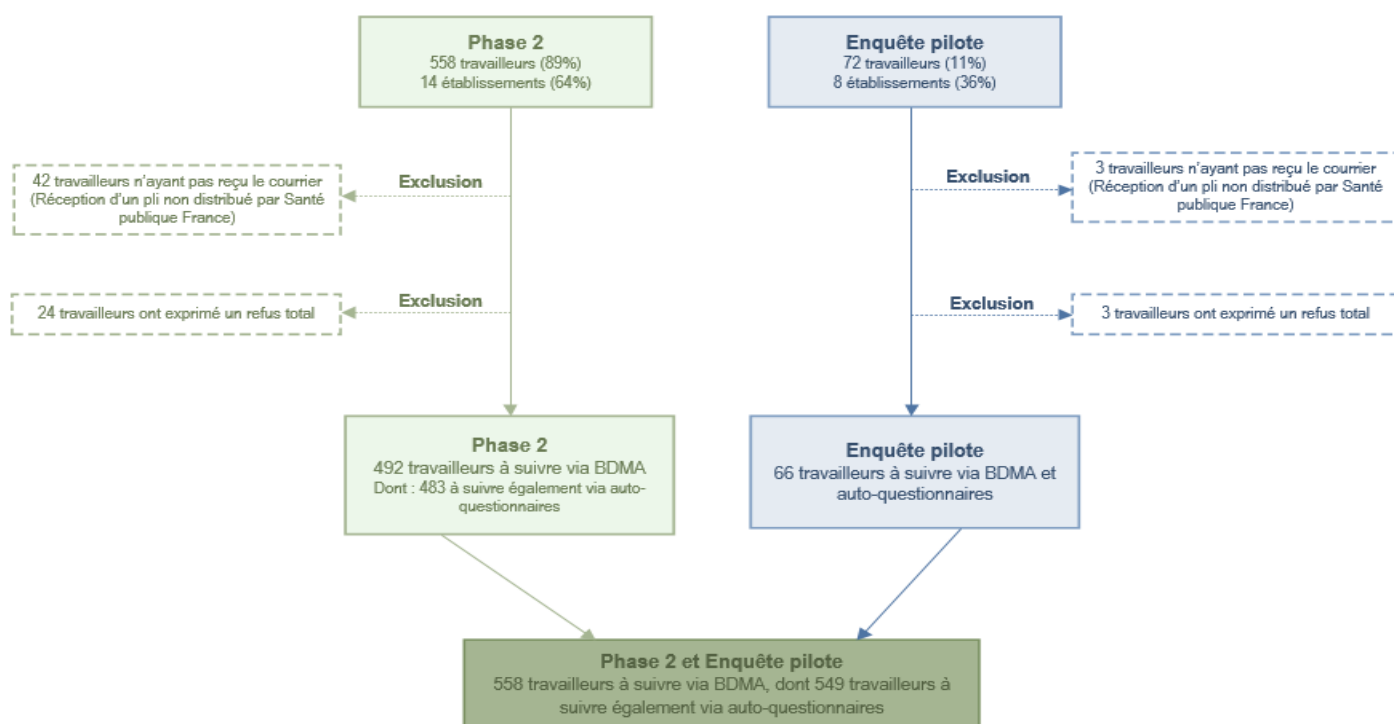 Phase 2
558 travailleurs (89%)
14 établissements (64%)
Enquête pilote
72 travailleurs (11%)
8 établissements (36%)
42 travailleurs n'ayant pas reçu le courrier
(Réception d'un pli non distribué par Santé
publique France)
Exclusion
Exclusion
3 travailleurs n'ayant pas reçu le courrier
(Réception d'un pli non distribué par Santé
publique France)
24 travailleurs ont exprimé un refus total
Exclusion
Exclusion
3 travailleurs ont exprimé un refus total
Phase 2
492 travailleurs à suivre via BDMA
Dont : 483 à suivre également via auto-
questionnaires
Enquête pilote
66 travailleurs à suivre via BDMA et
auto-questionnaires
Phase 2 et Enquête pilote
558 travailleurs à suivre via BDMA, dont 549 travailleurs à
suivre également via auto-questionnaires